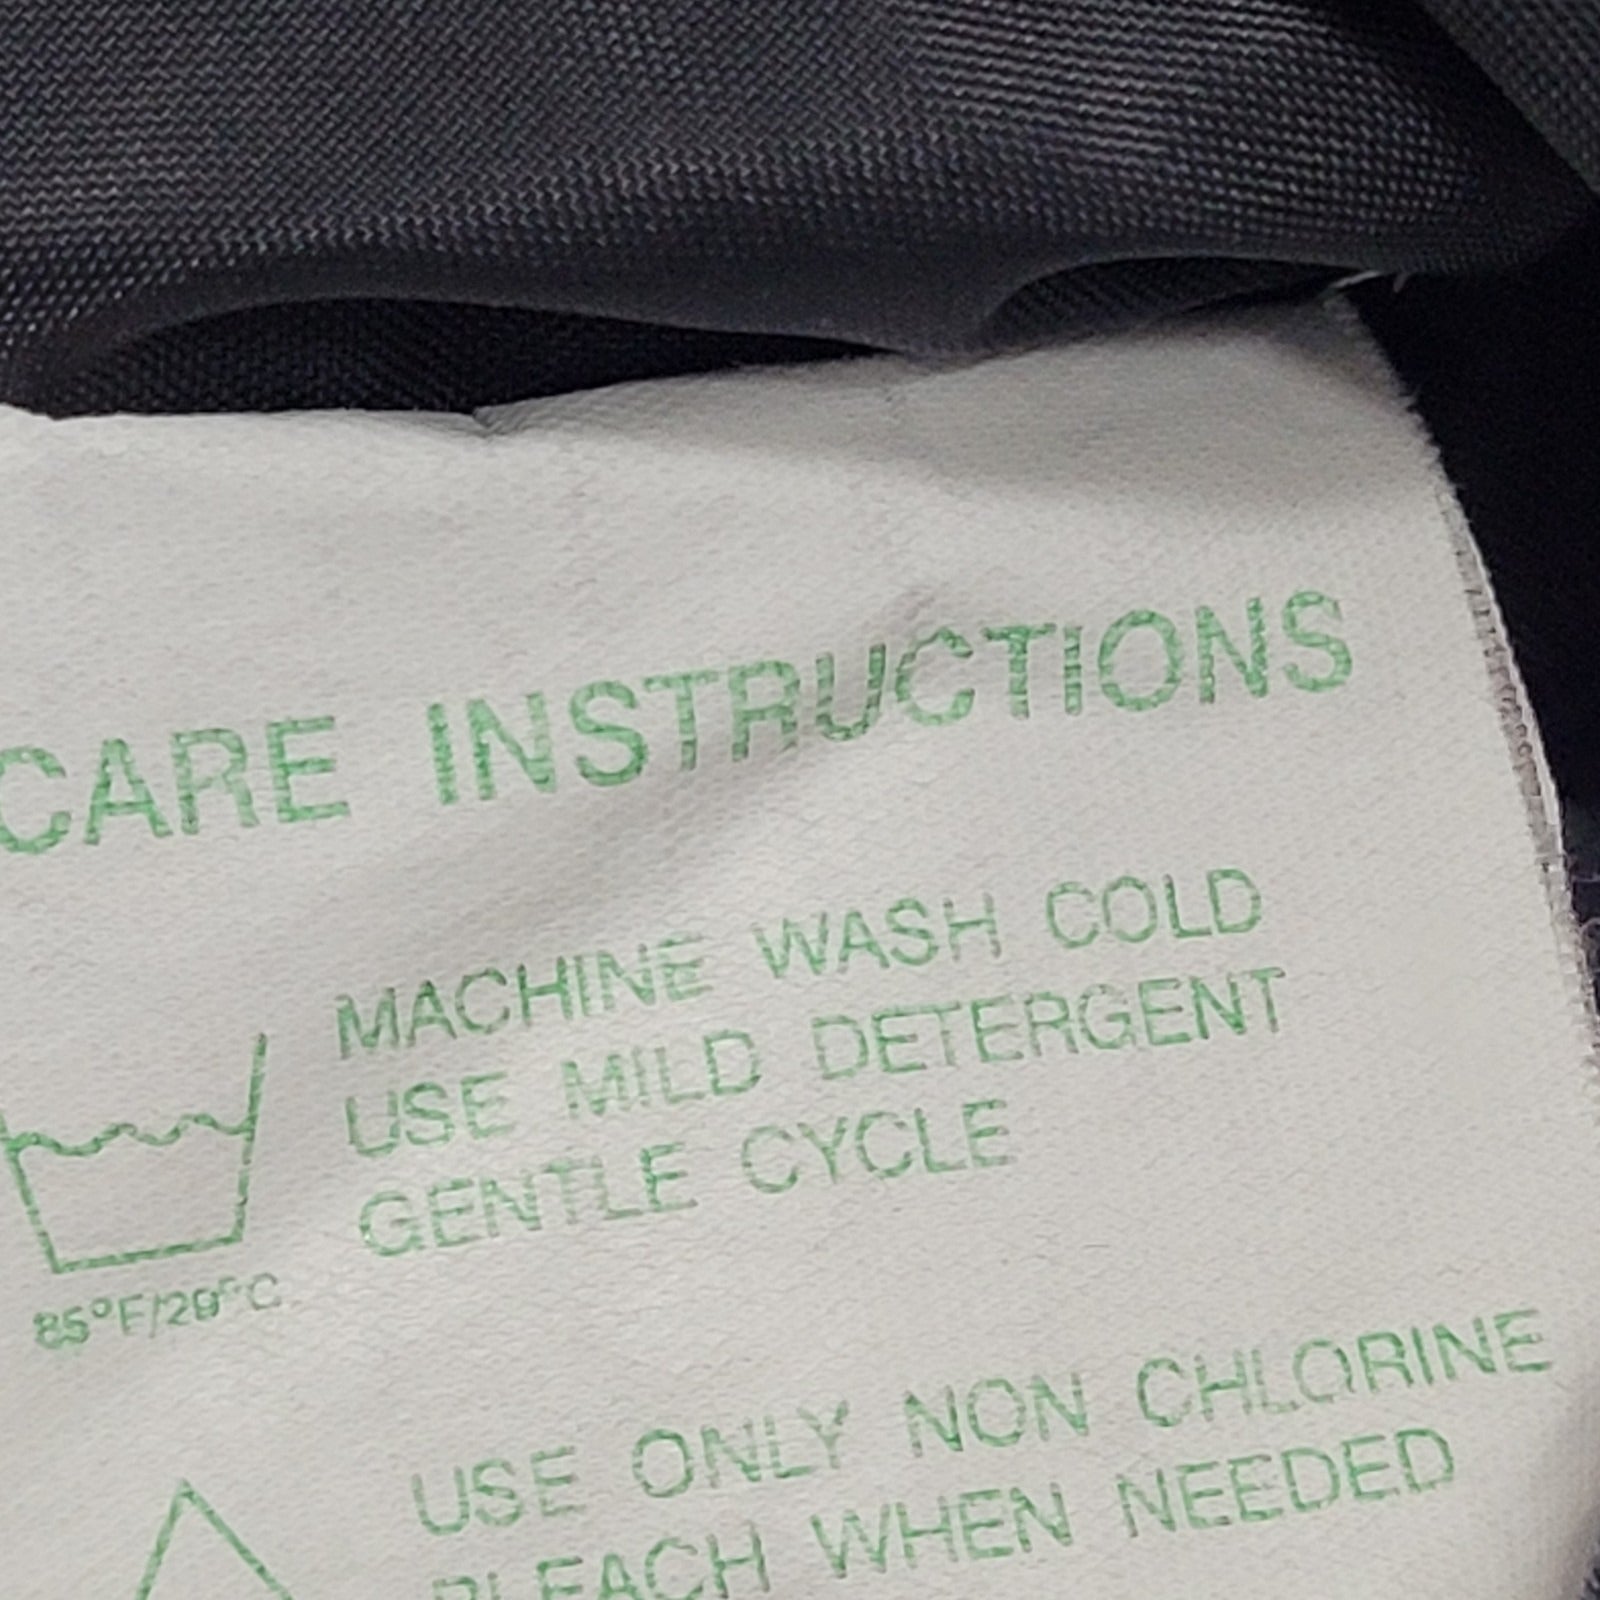 CARE INSTRUCTIONS
MACHINE WASH COLD
USE MILD DETERGENT
GENTLE CYCLE
85°F/29°C
USE ONLY NON CHLORINE
BLEACH WHEN NEEDED